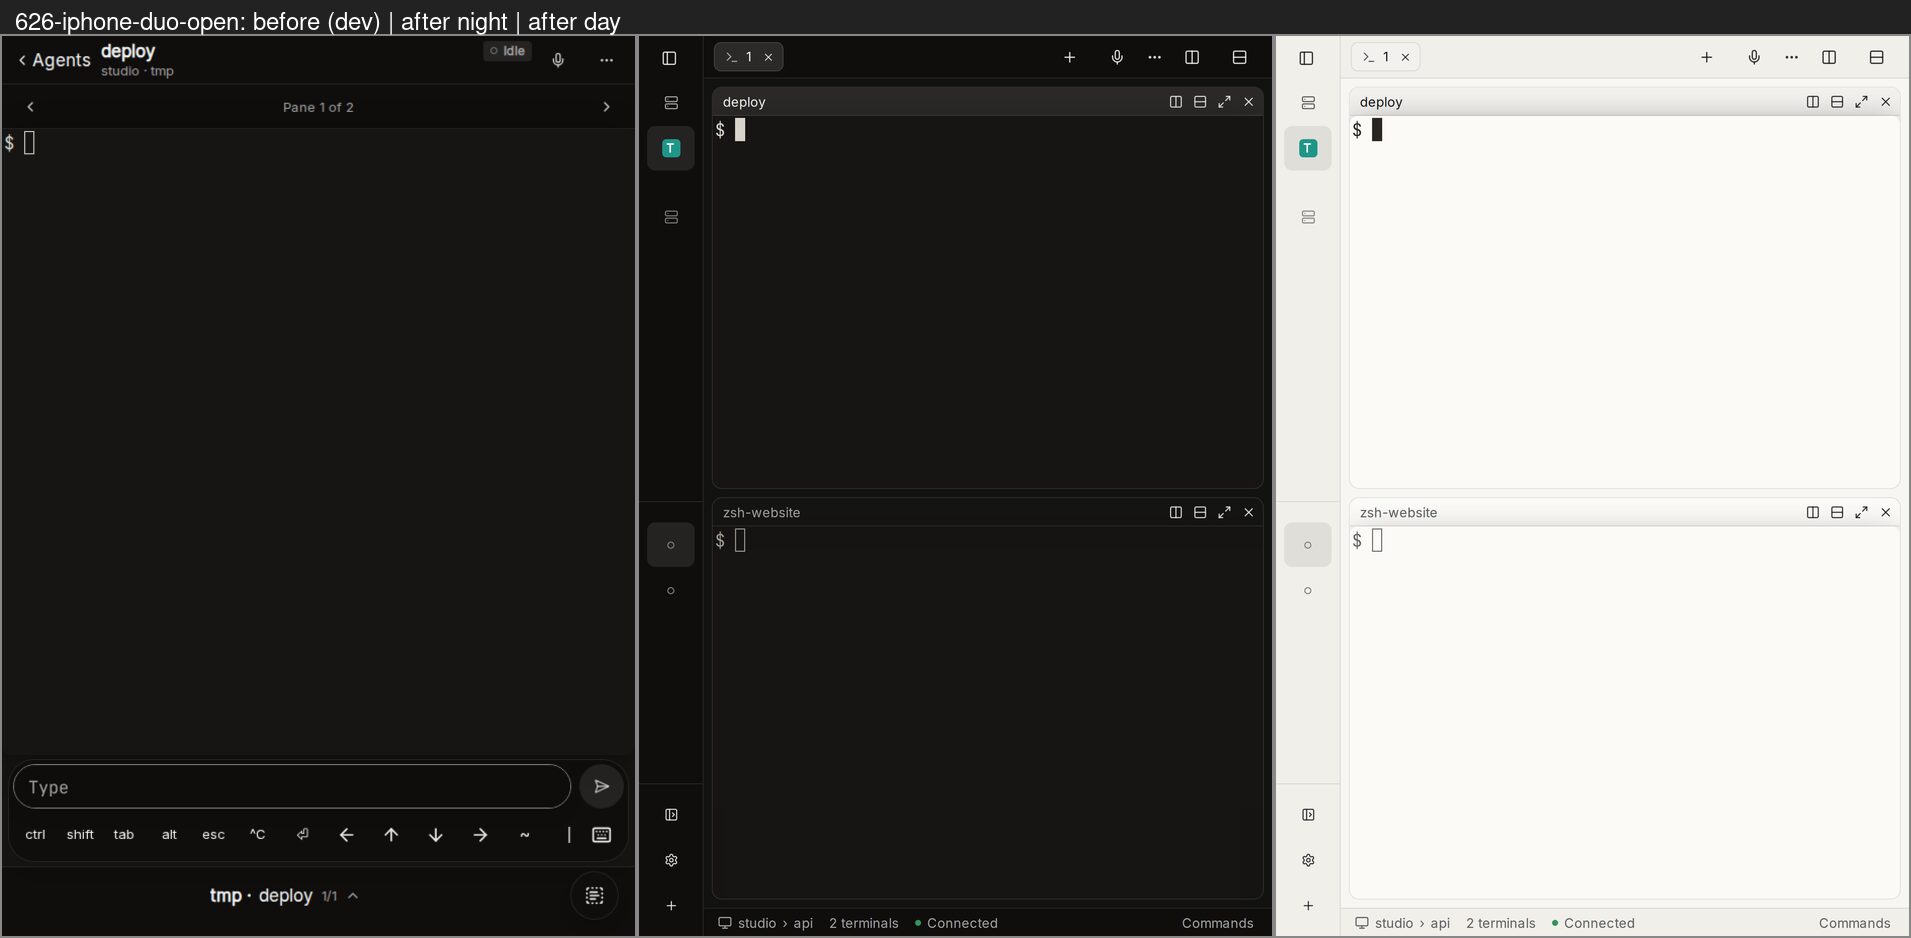 626-iphone-duo-open: before (dev) | after night | after day
Agents
deploy
studio · tmp
Idle
Pane 1 of 2
$
Type
ctrl shift tab alt esc ^C ~ |
tmp · deploy 1/1
>_ 1
T
deploy
$
zsh-website
$
studio › api 2 terminals Connected Commands
>_ 1
T
deploy
$
zsh-website
$
studio › api 2 terminals Connected Commands